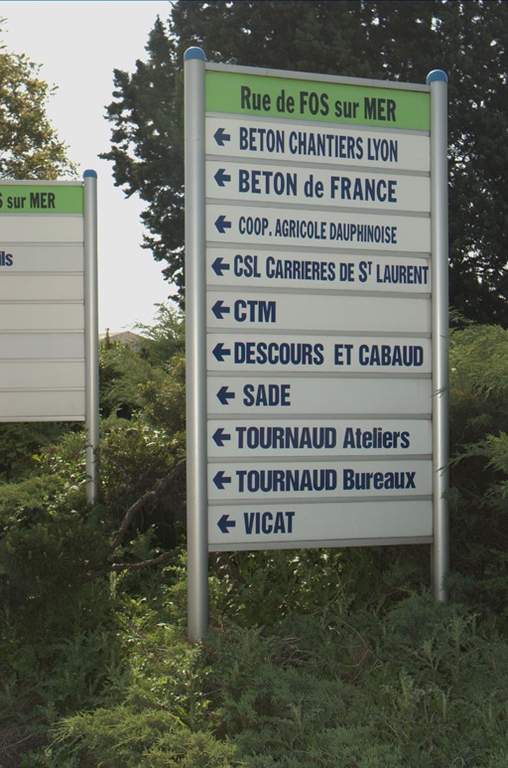 Rue de FOS sur MER
← BETON CHANTIERS LYON
← BETON de FRANCE
← COOP. AGRICOLE DAUPHINOISE
← CSL CARRIERES DE ST LAURENT
← CTM
← DESCOURS ET CABAUD
← SADE
← TOURNAUD Ateliers
← TOURNAUD Bureaux
← VICAT
S sur MER
ils